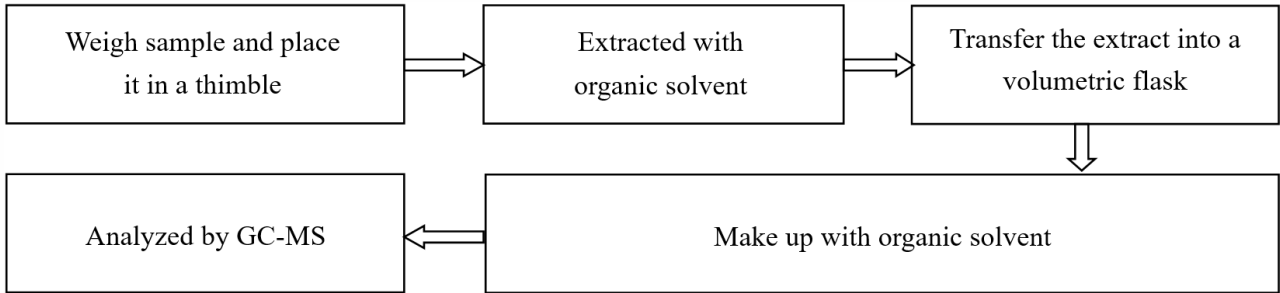 Weigh sample and place
it in a thimble
Extracted with
organic solvent
Transfer the extract into a
volumetric flask
Make up with organic solvent
Analyzed by GC-MS